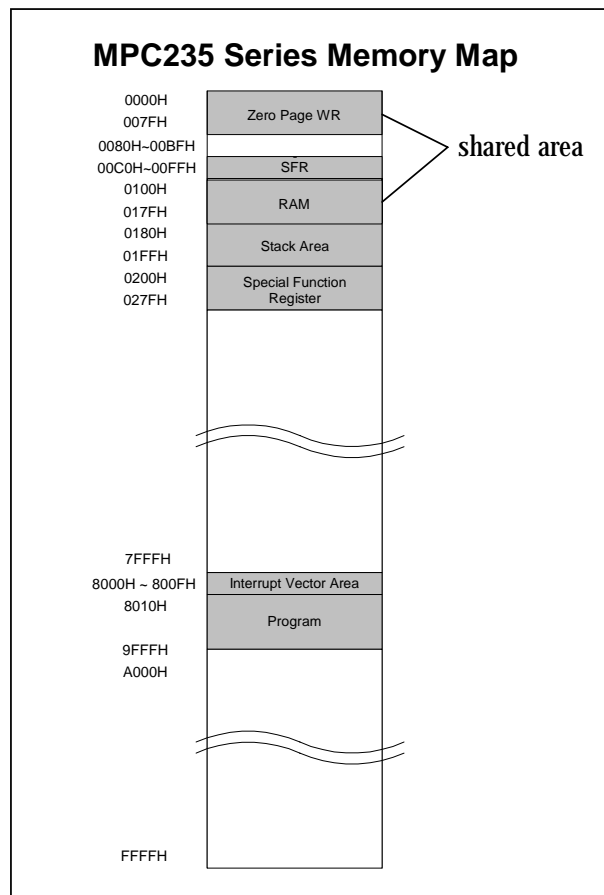 MPC235 Series Memory Map
0000H
Zero Page WR
007FH
0080H~00BFH
shared area
00C0H~00FFH
SFR
0100H
RAM
017FH
0180H
Stack Area
01FFH
0200H
Special Function
Register
027FH
7FFFH
8000H ~ 800FH
Interrupt Vector Area
8010H
Program
9FFFH
A000H
FFFFH